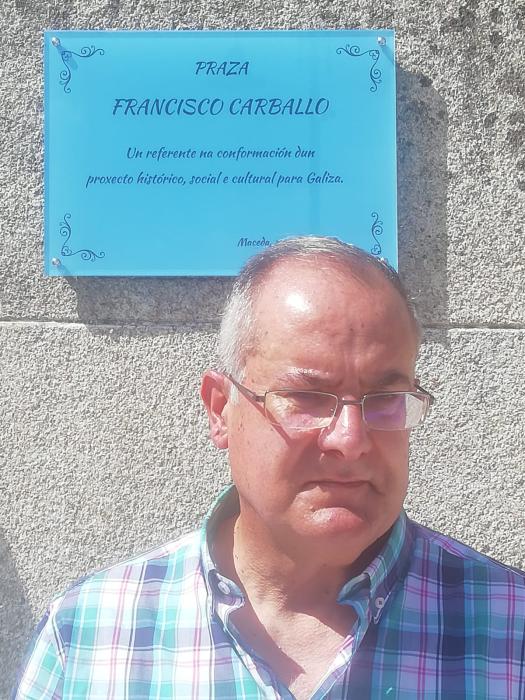 PRAZA
FRANCISCO CARBALLO
Un referente na conformación dun
proxecto histórico, social e cultural para Galiza.
Maceda,